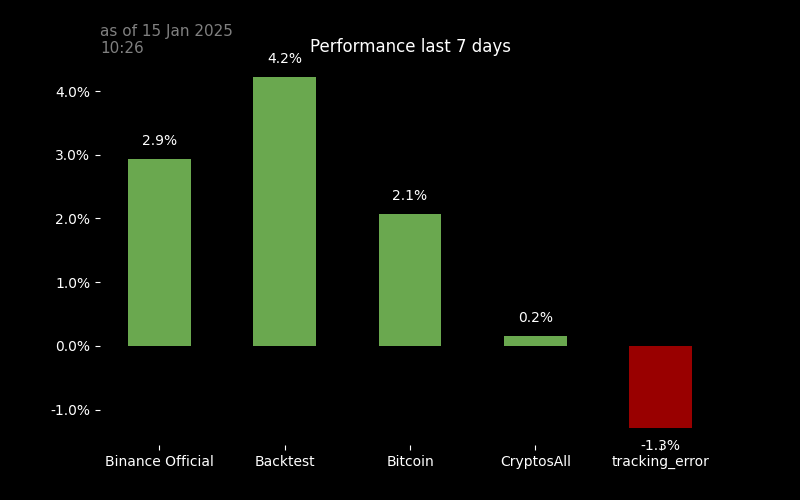 as of 15 Jan 2025
10:26
Performance last 7 days
4.2%
4.0%
2.9%
3.0%
2.1%
2.0%
1.0%
0.2%
0.0%
-1.0%
-1.3%
Binance Official
Backtest
Bitcoin
CryptosAll
tracking_error